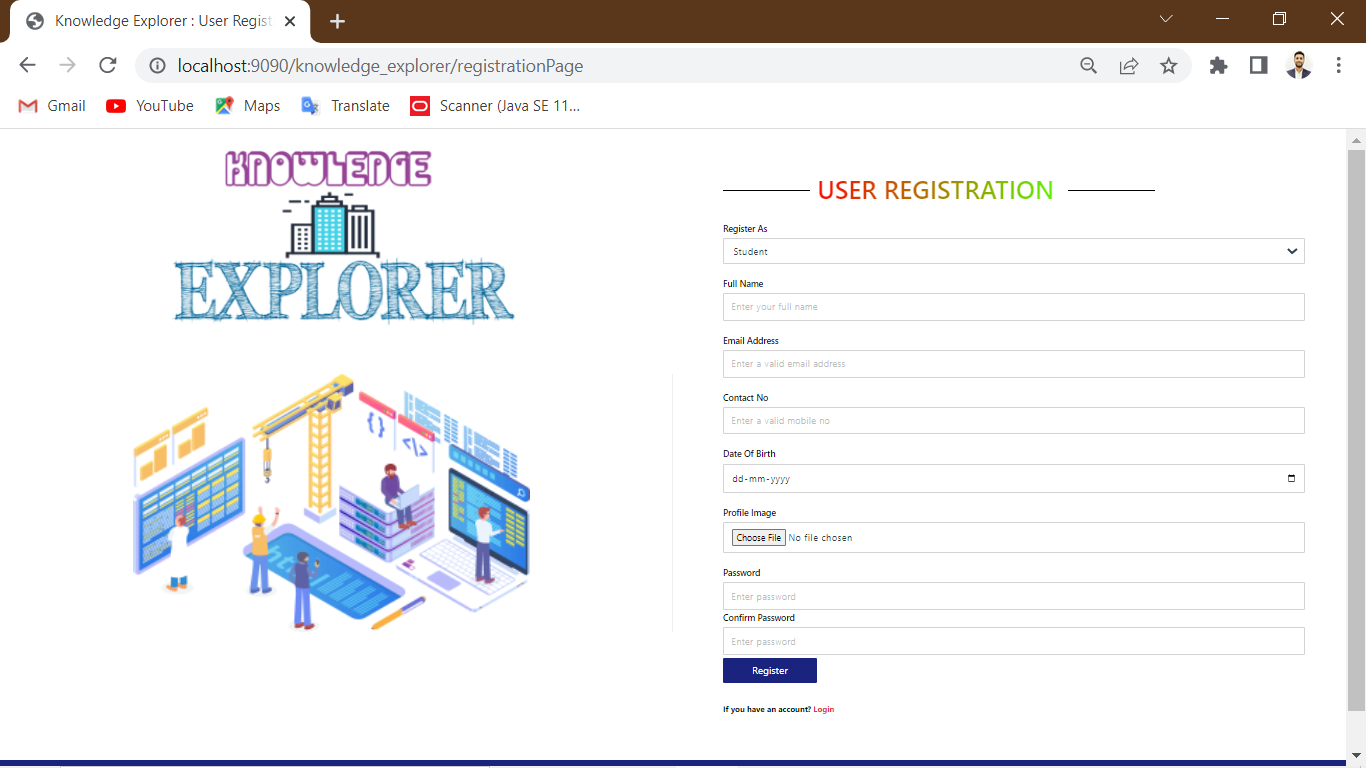 Knowledge Explorer : User Regist
localhost:9090/knowledge_explorer/registrationPage
Gmail
YouTube
Maps
Translate
Scanner (Java SE 11...
KNOWLEDGE
EXPLORER
{}
</>
html
USER REGISTRATION
Register As
Student
Full Name
Enter your full name
Email Address
Enter a valid email address
Contact No
Enter a valid mobile no
Date Of Birth
dd-mm-yyyy
Profile Image
Choose File No file chosen
Password
Enter password
Confirm Password
Enter password
Register
If you have an account? Login